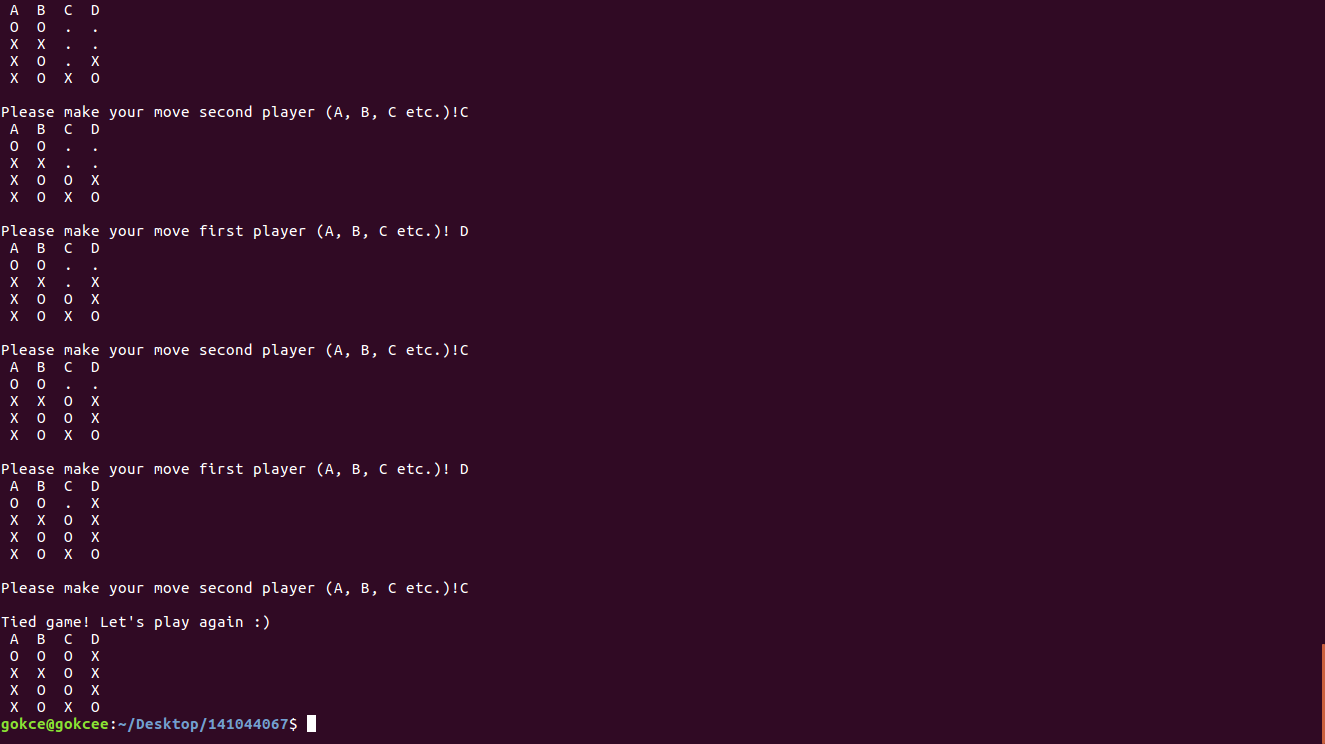 A B C D
O O . .
X X . .
X O . X
X O X O
Please make your move second player (A, B, C etc.)!C
A B C D
O O . .
X X . .
X O O X
X O X O
Please make your move first player (A, B, C etc.)! D
A B C D
O O . .
X X . X
X O O X
X O X O
Please make your move second player (A, B, C etc.)!C
A B C D
O O . .
X X O X
X O O X
X O X O
Please make your move first player (A, B, C etc.)! D
A B C D
O O . X
X X O X
X O O X
X O X O
Please make your move second player (A, B, C etc.)!C
Tied game! Let's play again :)
A B C D
O O O X
X X O X
X O O X
X O X O
gokce@gokcee:~/Desktop/141044067$